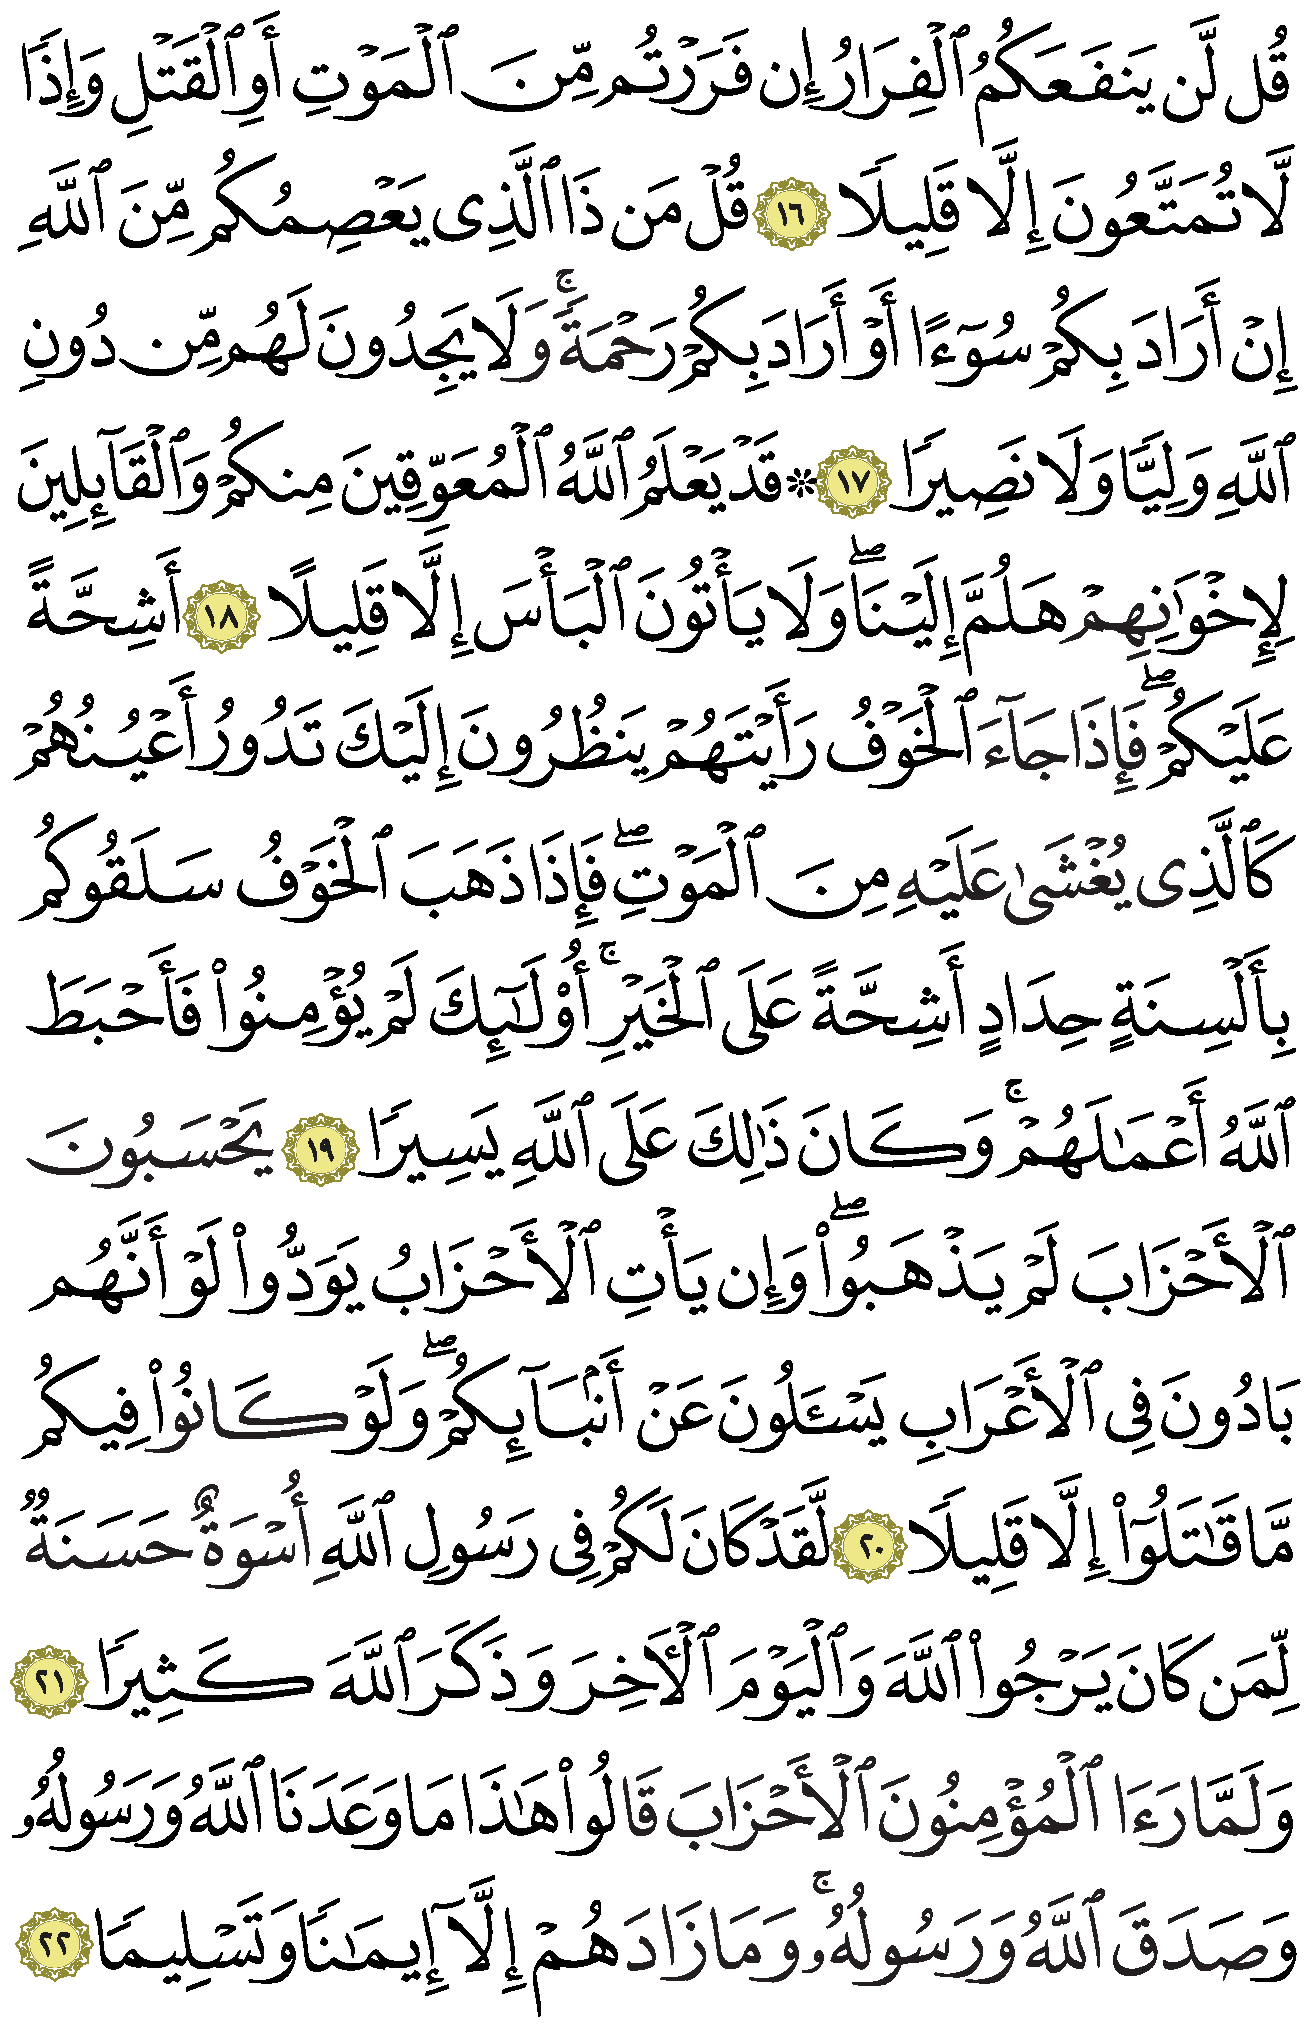 قُل لَّن يَنفَعَكُمُ ٱلْفِرَارُ إِن فَرَرْتُم مِّنَ ٱلْمَوْتِ أَوِ ٱلْقَتْلِ وَإِذًا
لَّا تُمَتَّعُونَ إِلَّا قَلِيلًا ١٦ قُلْ مَن ذَا ٱلَّذِى يَعْصِمُكُم مِّنَ ٱللَّهِ
إِنْ أَرَادَ بِكُمْ سُوٓءًا أَوْ أَرَادَ بِكُمْ رَحْمَةً ۚ وَلَا يَجِدُونَ لَهُم مِّن دُونِ
ٱللَّهِ وَلِيًّا وَلَا نَصِيرًا ١٧ ۞ قَدْ يَعْلَمُ ٱللَّهُ ٱلْمُعَوِّقِينَ مِنكُمْ وَٱلْقَآئِلِينَ
لِإِخْوَٰنِهِمْ هَلُمَّ إِلَيْنَا ۖ وَلَا يَأْتُونَ ٱلْبَأْسَ إِلَّا قَلِيلًا ١٨ أَشِحَّةً
عَلَيْكُمْ ۖ فَإِذَا جَآءَ ٱلْخَوْفُ رَأَيْتَهُمْ يَنظُرُونَ إِلَيْكَ تَدُورُ أَعْيُنُهُمْ
كَٱلَّذِى يُغْشَىٰ عَلَيْهِ مِنَ ٱلْمَوْتِ ۖ فَإِذَا ذَهَبَ ٱلْخَوْفُ سَلَقُوكُم
بِأَلْسِنَةٍ حِدَادٍ أَشِحَّةً عَلَى ٱلْخَيْرِ ۚ أُو۟لَٰٓئِكَ لَمْ يُؤْمِنُوا۟ فَأَحْبَطَ
ٱللَّهُ أَعْمَٰلَهُمْ ۚ وَكَانَ ذَٰلِكَ عَلَى ٱللَّهِ يَسِيرًا ١٩ يَحْسَبُونَ
ٱلْأَحْزَابَ لَمْ يَذْهَبُوا۟ ۖ وَإِن يَأْتِ ٱلْأَحْزَابُ يَوَدُّوا۟ لَوْ أَنَّهُم
بَادُونَ فِى ٱلْأَعْرَابِ يَسْـَٔلُونَ عَنْ أَنۢبَآئِكُمْ ۖ وَلَوْ كَانُوا۟ فِيكُم
مَّا قَٰتَلُوٓا۟ إِلَّا قَلِيلًا ٢٠ لَّقَدْ كَانَ لَكُمْ فِى رَسُولِ ٱللَّهِ أُسْوَةٌ حَسَنَةٌ
لِّمَن كَانَ يَرْجُوا۟ ٱللَّهَ وَٱلْيَوْمَ ٱلْـَٔاخِرَ وَذَكَرَ ٱللَّهَ كَثِيرًا ٢١
وَلَمَّا رَءَا ٱلْمُؤْمِنُونَ ٱلْأَحْزَابَ قَالُوا۟ هَٰذَا مَا وَعَدَنَا ٱللَّهُ وَرَسُولُهُۥ
وَصَدَقَ ٱللَّهُ وَرَسُولُهُۥ ۚ وَمَا زَادَهُمْ إِلَّآ إِيمَٰنًا وَتَسْلِيمًا ٢٢